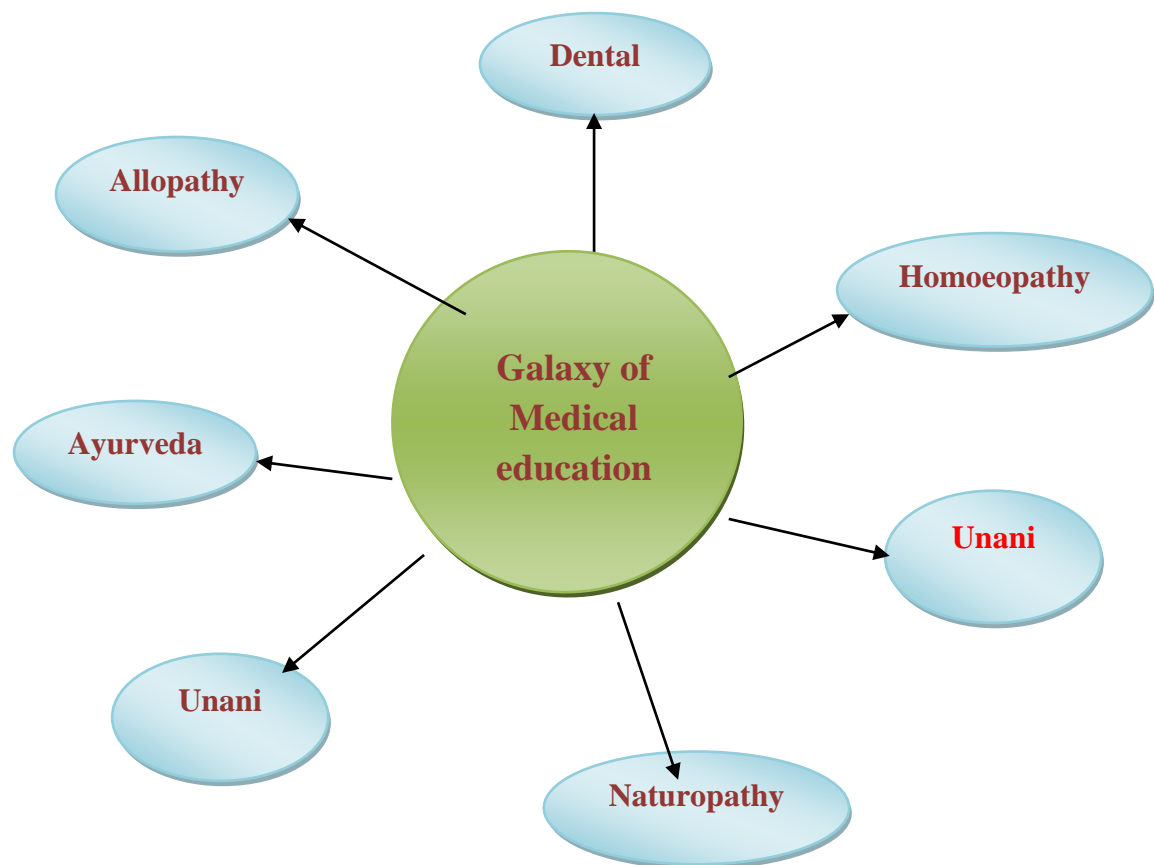 Dental
Allopathy
Homoeopathy
Galaxy of
Medical
education
Ayurveda
Unani
Unani
Naturopathy